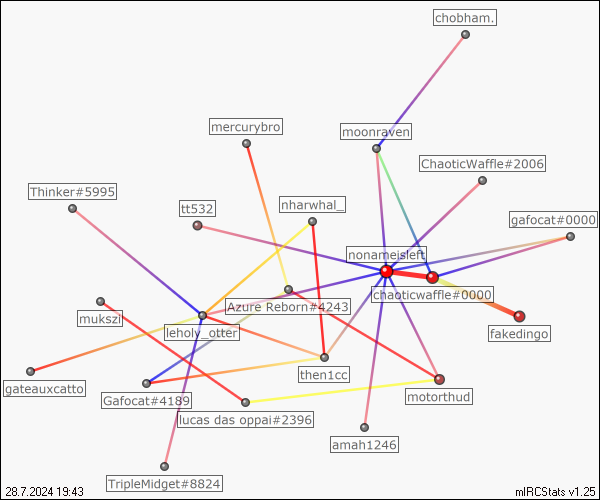 chobham.
mercurybro
moonraven
ChaoticWaffle#2006
Thinker#5995
tt532
nharwhal_
gafocat#0000
nonameisleft
chaoticwaffle#0000
Azure Reborn#4243
mukszi
leholy_otter
fakedingo
then1cc
gateauxcatto
Gafocat#4189
motorthud
lucas das oppai#2396
amah1246
TripleMidget#8824
28.7.2024 19:43
mIRCStats v1.25